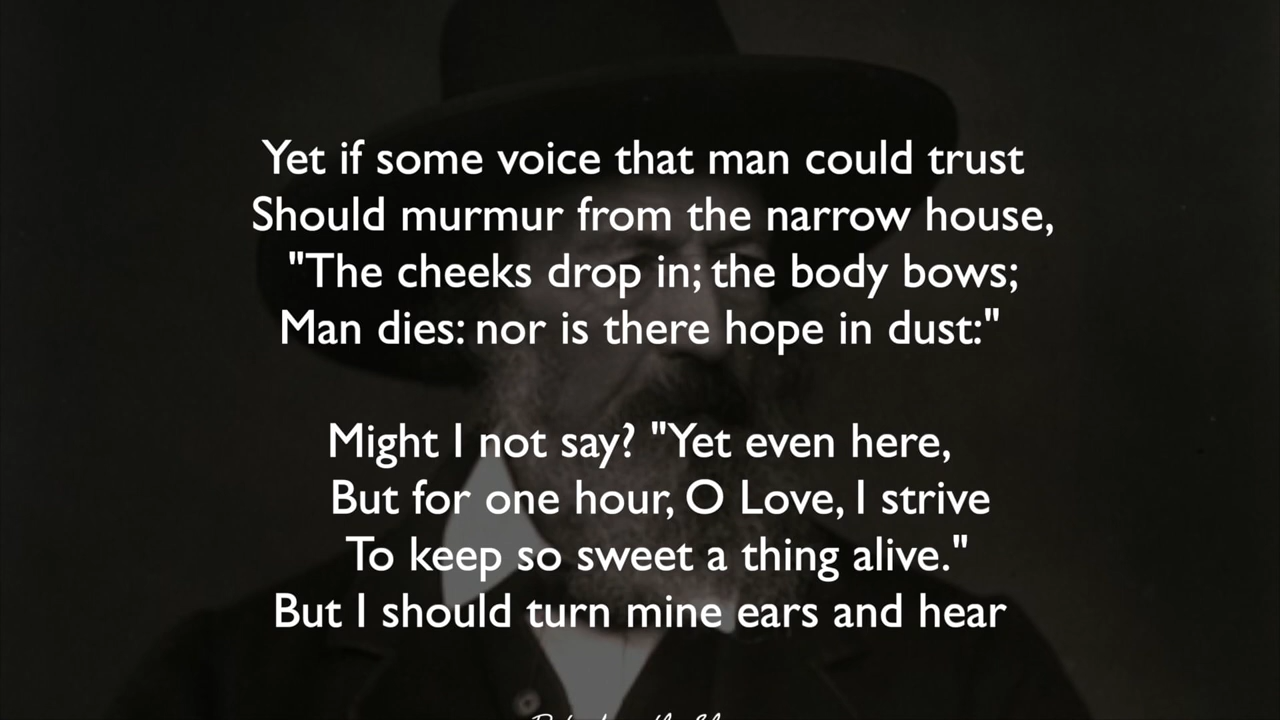 Yet if some voice that man could trust
Should murmur from the narrow house,
"The cheeks drop in; the body bows;
Man dies: nor is there hope in dust:"
Might I not say? "Yet even here,
But for one hour, O Love, I strive
To keep so sweet a thing alive."
But I should turn mine ears and hear